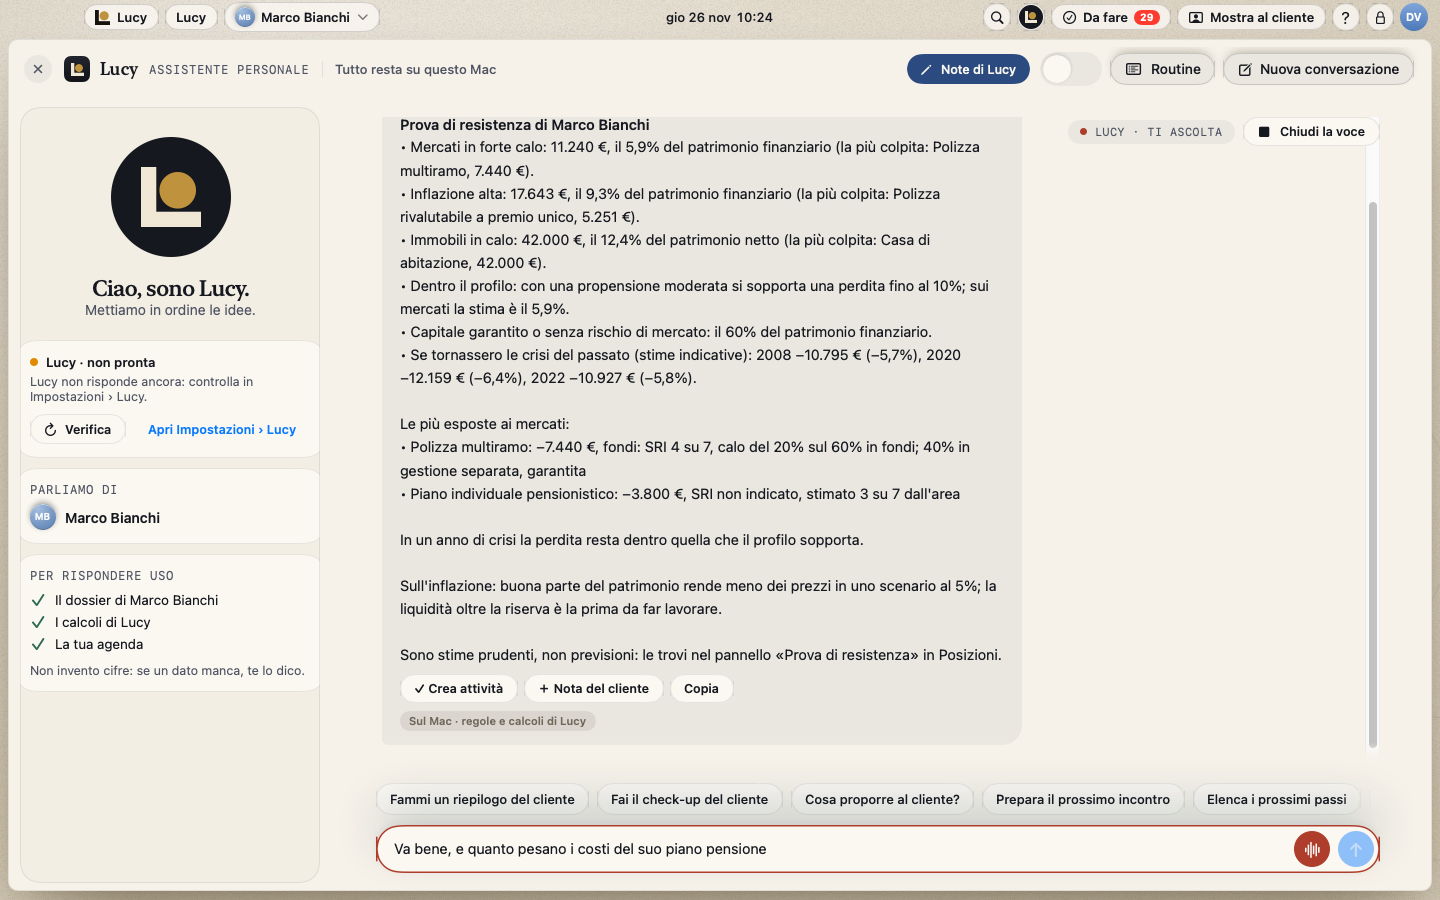 Lucy
Lucy
MB Marco Bianchi
gio 26 nov 10:24
Da fare 29
Mostra al cliente
?
DV
Lucy ASSISTENTE PERSONALE Tutto resta su questo Mac
Note di Lucy
Routine
Nuova conversazione
Ciao, sono Lucy.
Mettiamo in ordine le idee.
Lucy · non pronta
Lucy non risponde ancora: controlla in
Impostazioni › Lucy.
Verifica
Apri Impostazioni › Lucy
PARLIAMO DI
MB Marco Bianchi
PER RISPONDERE USO
Il dossier di Marco Bianchi
I calcoli di Lucy
La tua agenda
Non invento cifre: se un dato manca, te lo dico.
LUCY · TI ASCOLTA
Chiudi la voce
Prova di resistenza di Marco Bianchi
• Mercati in forte calo: 11.240 €, il 5,9% del patrimonio finanziario (la più colpita: Polizza
multiramo, 7.440 €).
• Inflazione alta: 17.643 €, il 9,3% del patrimonio finanziario (la più colpita: Polizza
rivalutabile a premio unico, 5.251 €).
• Immobili in calo: 42.000 €, il 12,4% del patrimonio netto (la più colpita: Casa di
abitazione, 42.000 €).
• Dentro il profilo: con una propensione moderata si sopporta una perdita fino al 10%; sui
mercati la stima è il 5,9%.
• Capitale garantito o senza rischio di mercato: il 60% del patrimonio finanziario.
• Se tornassero le crisi del passato (stime indicative): 2008 −10.795 € (−5,7%), 2020
−12.159 € (−6,4%), 2022 −10.927 € (−5,8%).
Le più esposte ai mercati:
• Polizza multiramo: −7.440 €, fondi: SRI 4 su 7, calo del 20% sul 60% in fondi; 40% in
gestione separata, garantita
• Piano individuale pensionistico: −3.800 €, SRI non indicato, stimato 3 su 7 dall'area
In un anno di crisi la perdita resta dentro quella che il profilo sopporta.
Sull'inflazione: buona parte del patrimonio rende meno dei prezzi in uno scenario al 5%; la
liquidità oltre la riserva è la prima da far lavorare.
Sono stime prudenti, non previsioni: le trovi nel pannello «Prova di resistenza» in Posizioni.
Crea attività
Nota del cliente
Copia
Sul Mac · regole e calcoli di Lucy
Fammi un riepilogo del cliente
Fai il check-up del cliente
Cosa proporre al cliente?
Prepara il prossimo incontro
Elenca i prossimi passi
Va bene, e quanto pesano i costi del suo piano pensione